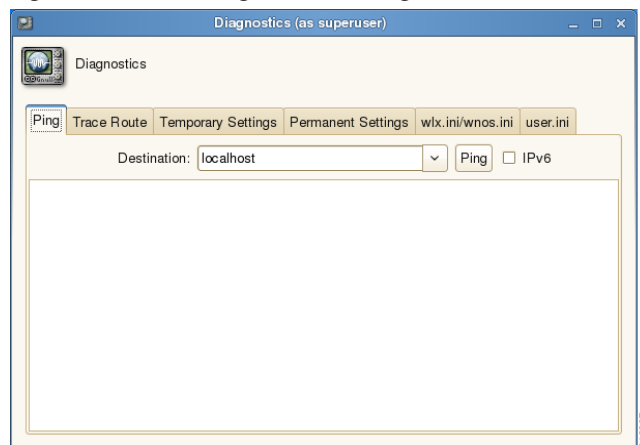 Diagnostics (as superuser)
Diagnostics
Ping Trace Route Temporary Settings Permanent Settings wlx.ini/wnos.ini user.ini
Destination: localhost Ping IPv6